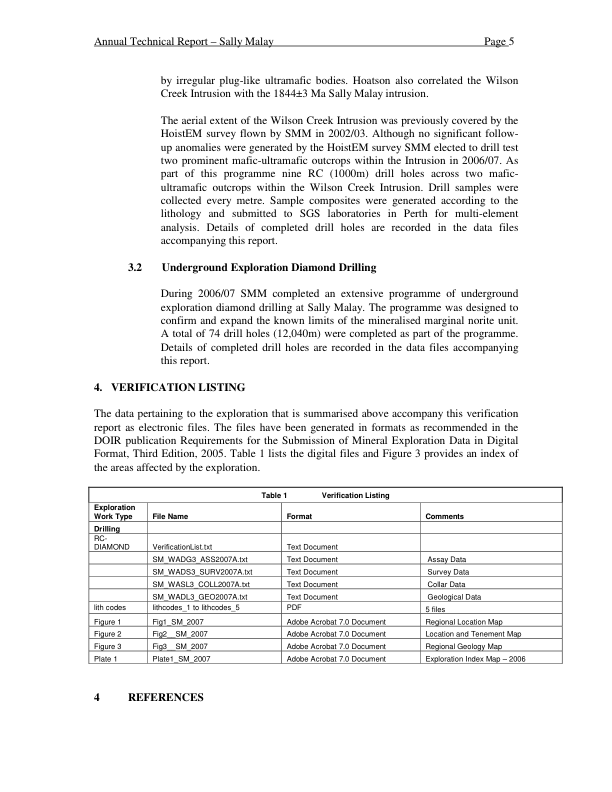 Annual Technical Report – Sally Malay Page 5
by irregular plug-like ultramafic bodies. Hoatson also correlated the Wilson
Creek Intrusion with the 1844±3 Ma Sally Malay intrusion.
The aerial extent of the Wilson Creek Intrusion was previously covered by the
HoistEM survey flown by SMM in 2002/03. Although no significant follow-
up anomalies were generated by the HoistEM survey SMM elected to drill test
two prominent mafic-ultramafic outcrops within the Intrusion in 2006/07. As
part of this programme nine RC (1000m) drill holes across two mafic-
ultramafic outcrops within the Wilson Creek Intrusion. Drill samples were
collected every metre. Sample composites were generated according to the
lithology and submitted to SGS laboratories in Perth for multi-element
analysis. Details of completed drill holes are recorded in the data files
accompanying this report.
3.2 Underground Exploration Diamond Drilling
During 2006/07 SMM completed an extensive programme of underground
exploration diamond drilling at Sally Malay. The programme was designed to
confirm and expand the known limits of the mineralised marginal norite unit.
A total of 74 drill holes (12,040m) were completed as part of the programme.
Details of completed drill holes are recorded in the data files accompanying
this report.
4. VERIFICATION LISTING
The data pertaining to the exploration that is summarised above accompany this verification
report as electronic files. The files have been generated in formats as recommended in the
DOIR publication Requirements for the Submission of Mineral Exploration Data in Digital
Format, Third Edition, 2005. Table 1 lists the digital files and Figure 3 provides an index of
the areas affected by the exploration.
Table 1 Verification Listing
Exploration
Work Type File Name Format Comments
Drilling
RC-
DIAMOND VerificationList.txt Text Document
SM_WADG3_ASS2007A.txt Text Document Assay Data
SM_WADS3_SURV2007A.txt Text Document Survey Data
SM_WASL3_COLL2007A.txt Text Document Collar Data
SM_WADL3_GEO2007A.txt Text Document Geological Data
lith codes lithcodes_1 to lithcodes_5 PDF 5 files
Figure 1 Fig1_SM_2007 Adobe Acrobat 7.0 Document Regional Location Map
Figure 2 Fig2__SM_2007 Adobe Acrobat 7.0 Document Location and Tenement Map
Figure 3 Fig3__SM_2007 Adobe Acrobat 7.0 Document Regional Geology Map
Plate 1 Plate1_SM_2007 Adobe Acrobat 7.0 Document Exploration Index Map – 2006
4 REFERENCES